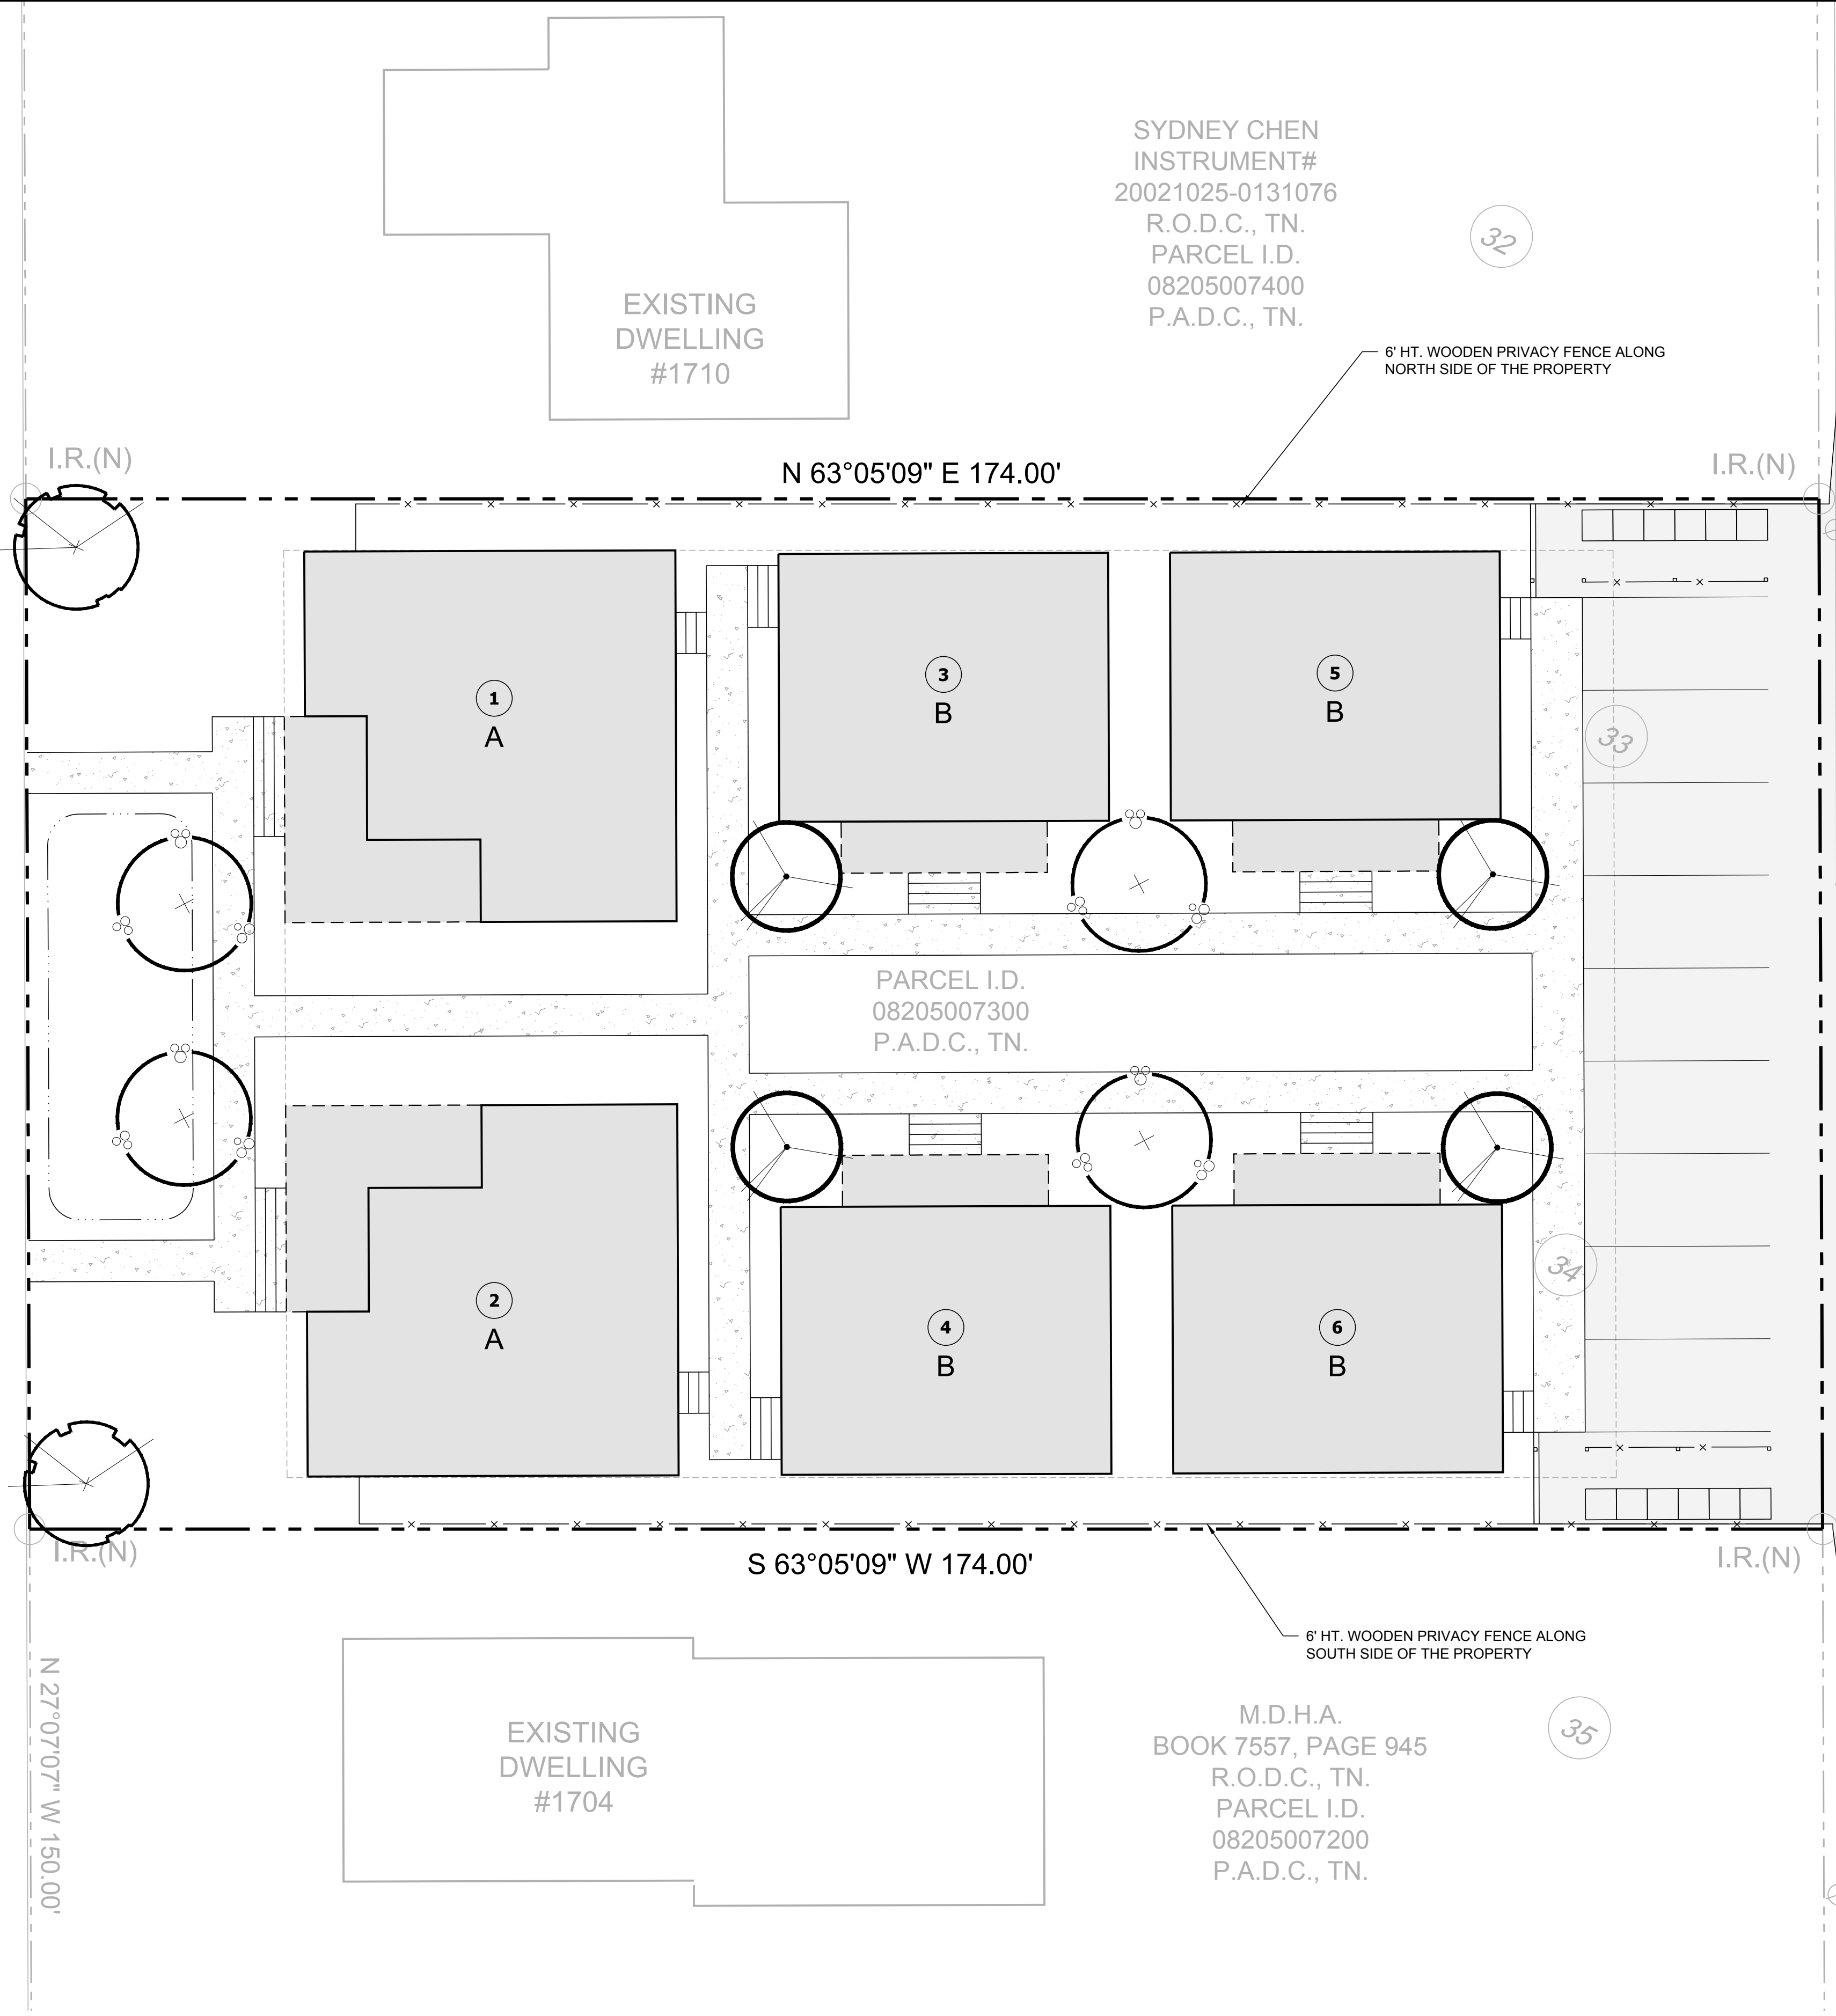 SYDNEY CHEN
INSTRUMENT#
20021025-0131076
R.O.D.C., TN.
PARCEL I.D.
08205007400
P.A.D.C., TN.
32
EXISTING
DWELLING
#1710
6' HT. WOODEN PRIVACY FENCE ALONG
NORTH SIDE OF THE PROPERTY
I.R.(N)
N 63°05'09" E 174.00'
I.R.(N)
1
A
3
B
5
B
33
PARCEL I.D.
08205007300
P.A.D.C., TN.
2
A
4
B
6
B
34
I.R.(N)
S 63°05'09" W 174.00'
I.R.(N)
6' HT. WOODEN PRIVACY FENCE ALONG
SOUTH SIDE OF THE PROPERTY
N 27°07'07" W 150.00'
EXISTING
DWELLING
#1704
M.D.H.A.
BOOK 7557, PAGE 945
R.O.D.C., TN.
PARCEL I.D.
08205007200
P.A.D.C., TN.
35